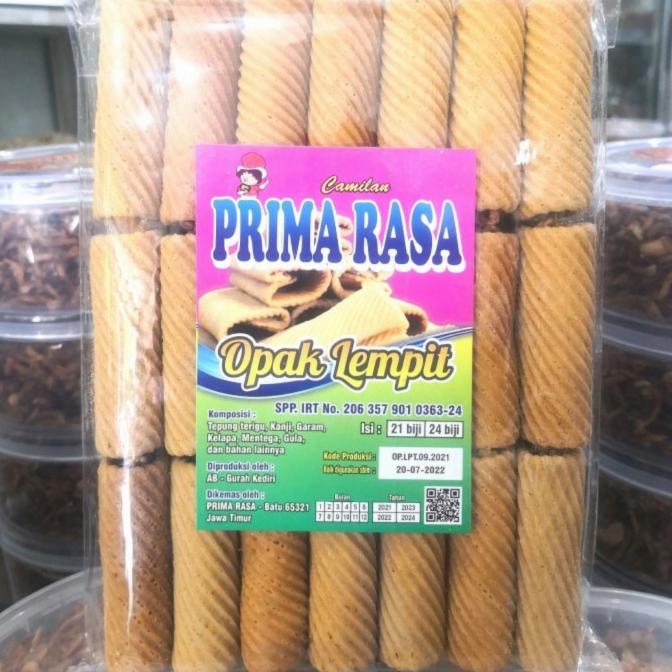 Camilan
PRIMA RASA
Opak Lempit
SPP. IRT No. 206 357 901 0363-24
Komposisi :
Tepung terigu, Kanji, Garam,
Kelapa, Mentega, Gula,
dan bahan lainnya
Isi : 21 biji 24 biji
Kode Produksi : OP.LPT.09.2021
Baik digunakan sblm : 20-07-2022
Diproduksi oleh :
AB - Gurah Kediri
Dikemas oleh :
PRIMA RASA - Batu 65321
Jawa Timur
Bulan Tahun
1 2 3 4 5 6 2021 2023
7 8 9 10 11 12 2022 2024